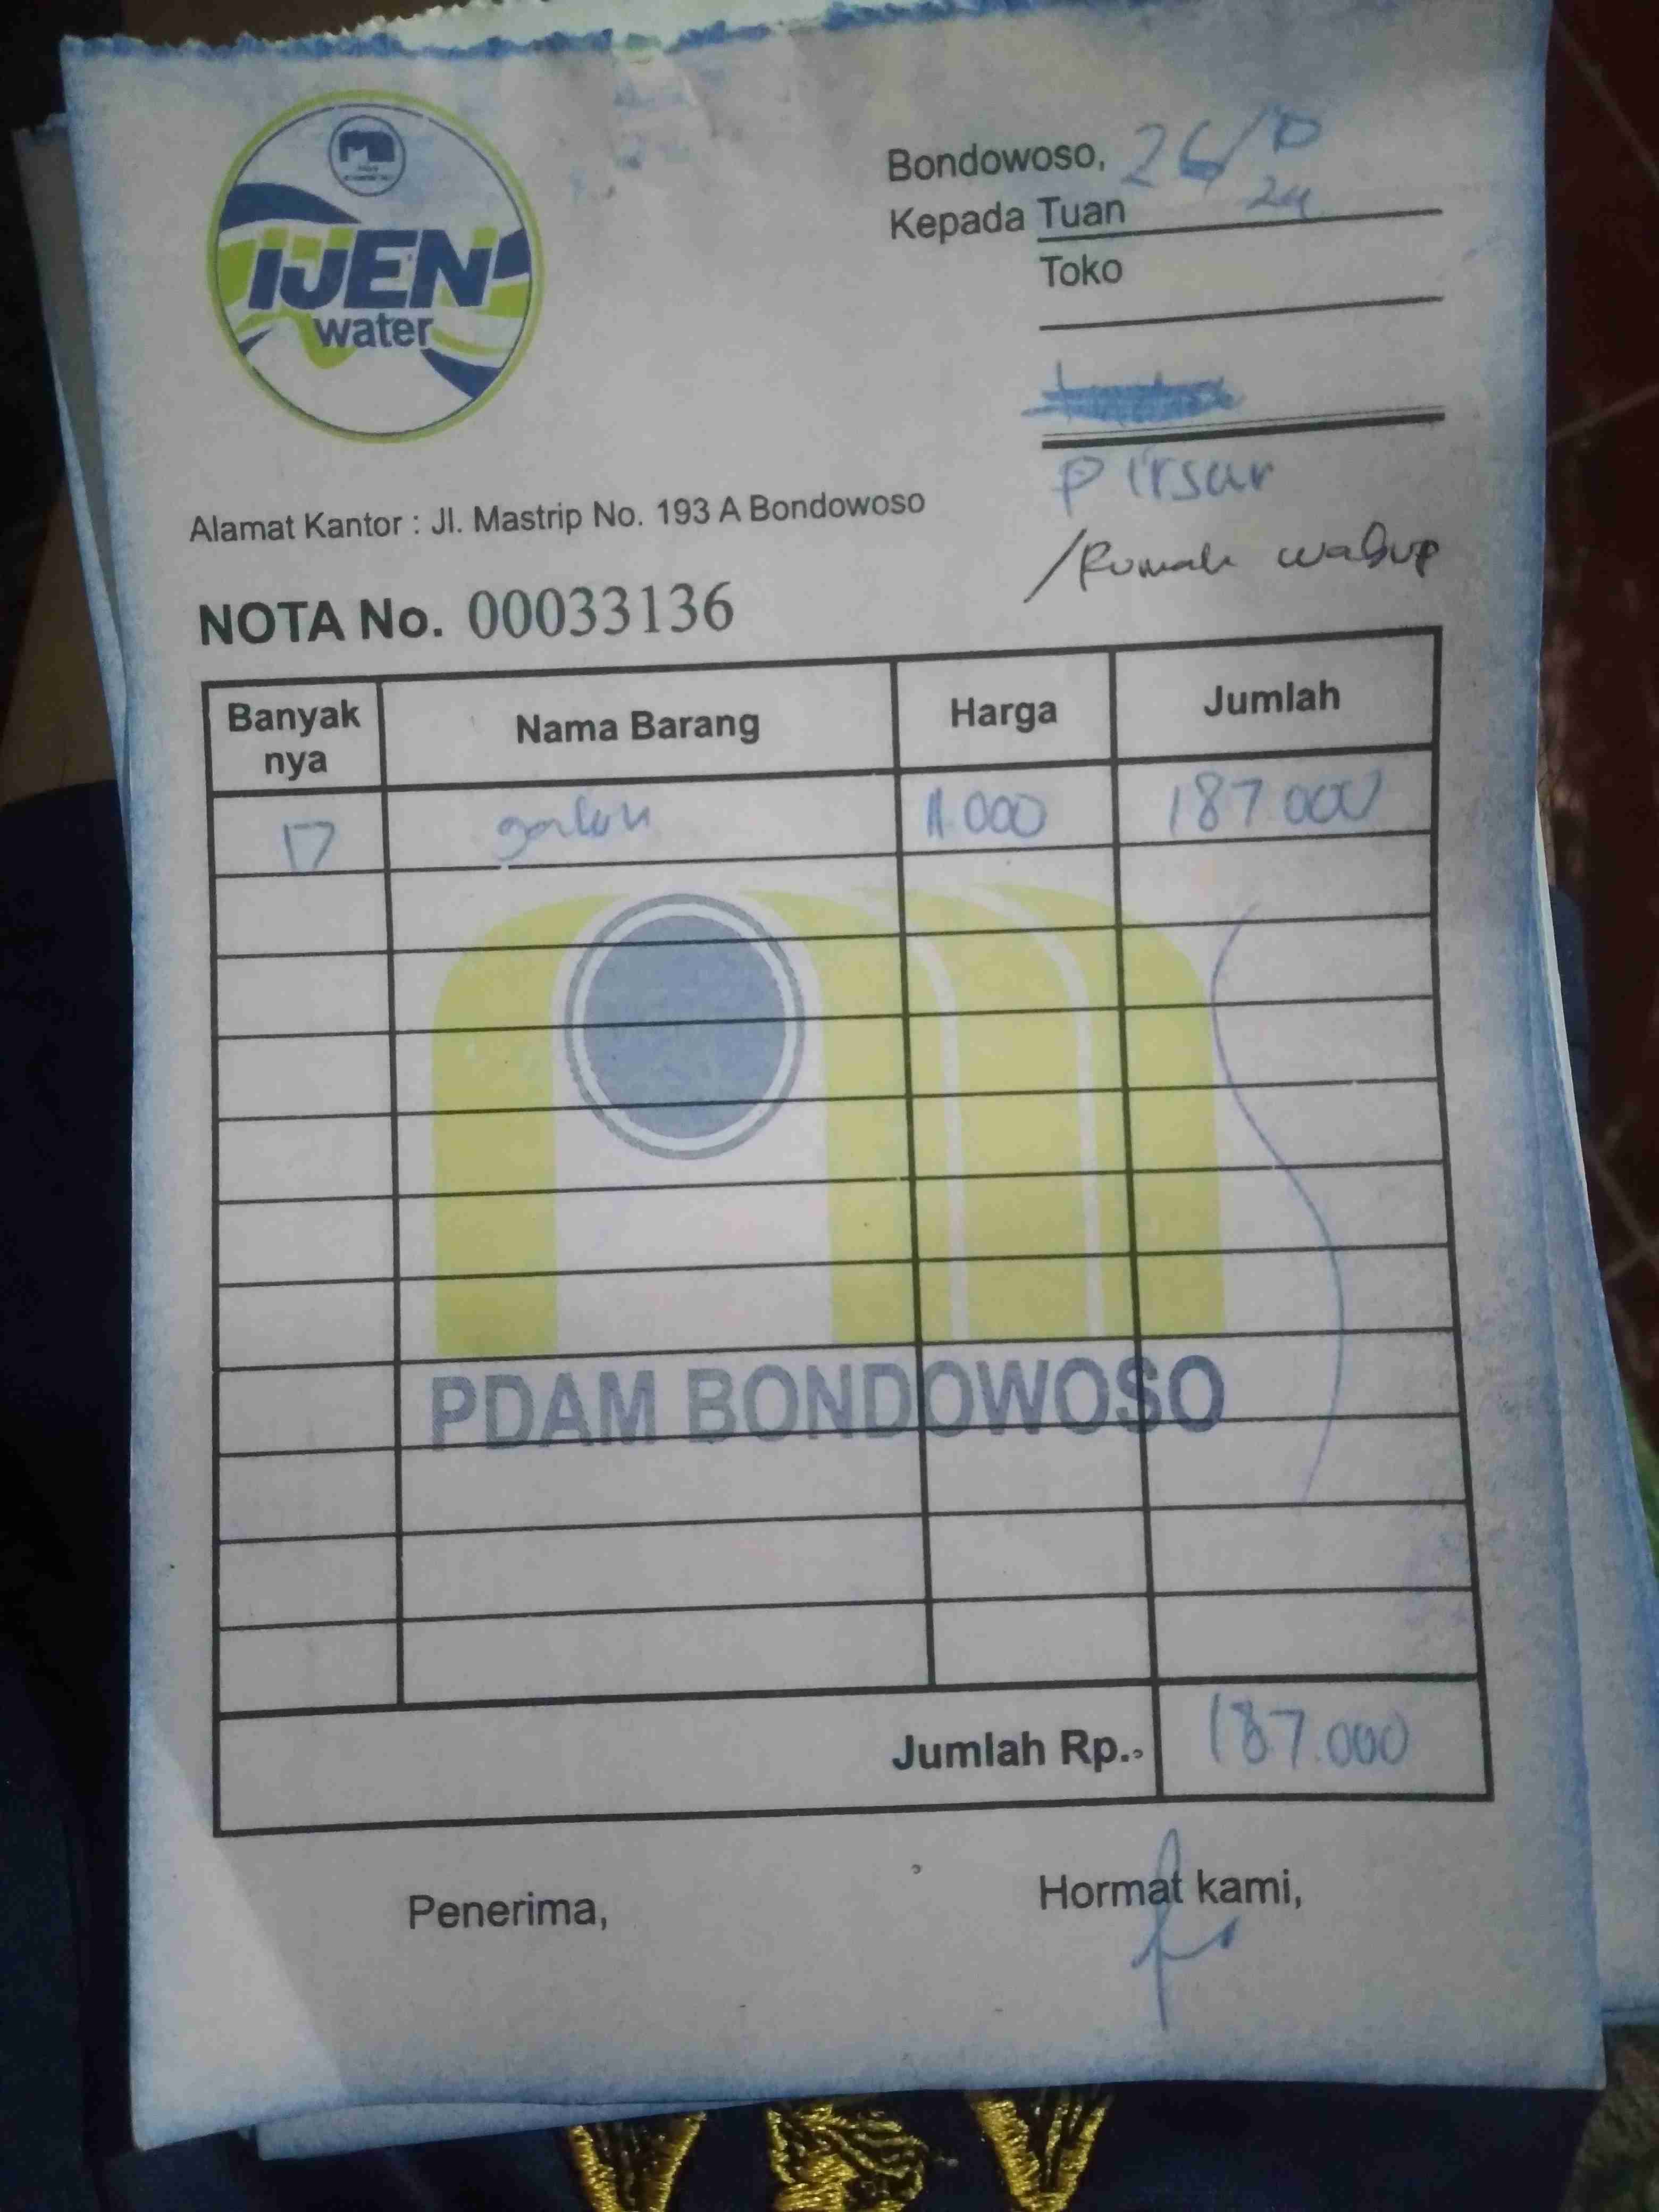 IJEN
water
Bondowoso, 26/10
24
Kepada Tuan
Toko
Pirsar
/Rumah wabup
Alamat Kantor : Jl. Mastrip No. 193 A Bondowoso
NOTA No. 00033136
Banyak nya Nama Barang Harga Jumlah
17 galon 11.000 187.000
PDAM BONDOWOSO
Jumlah Rp. 187.000
Penerima, Hormat kami,